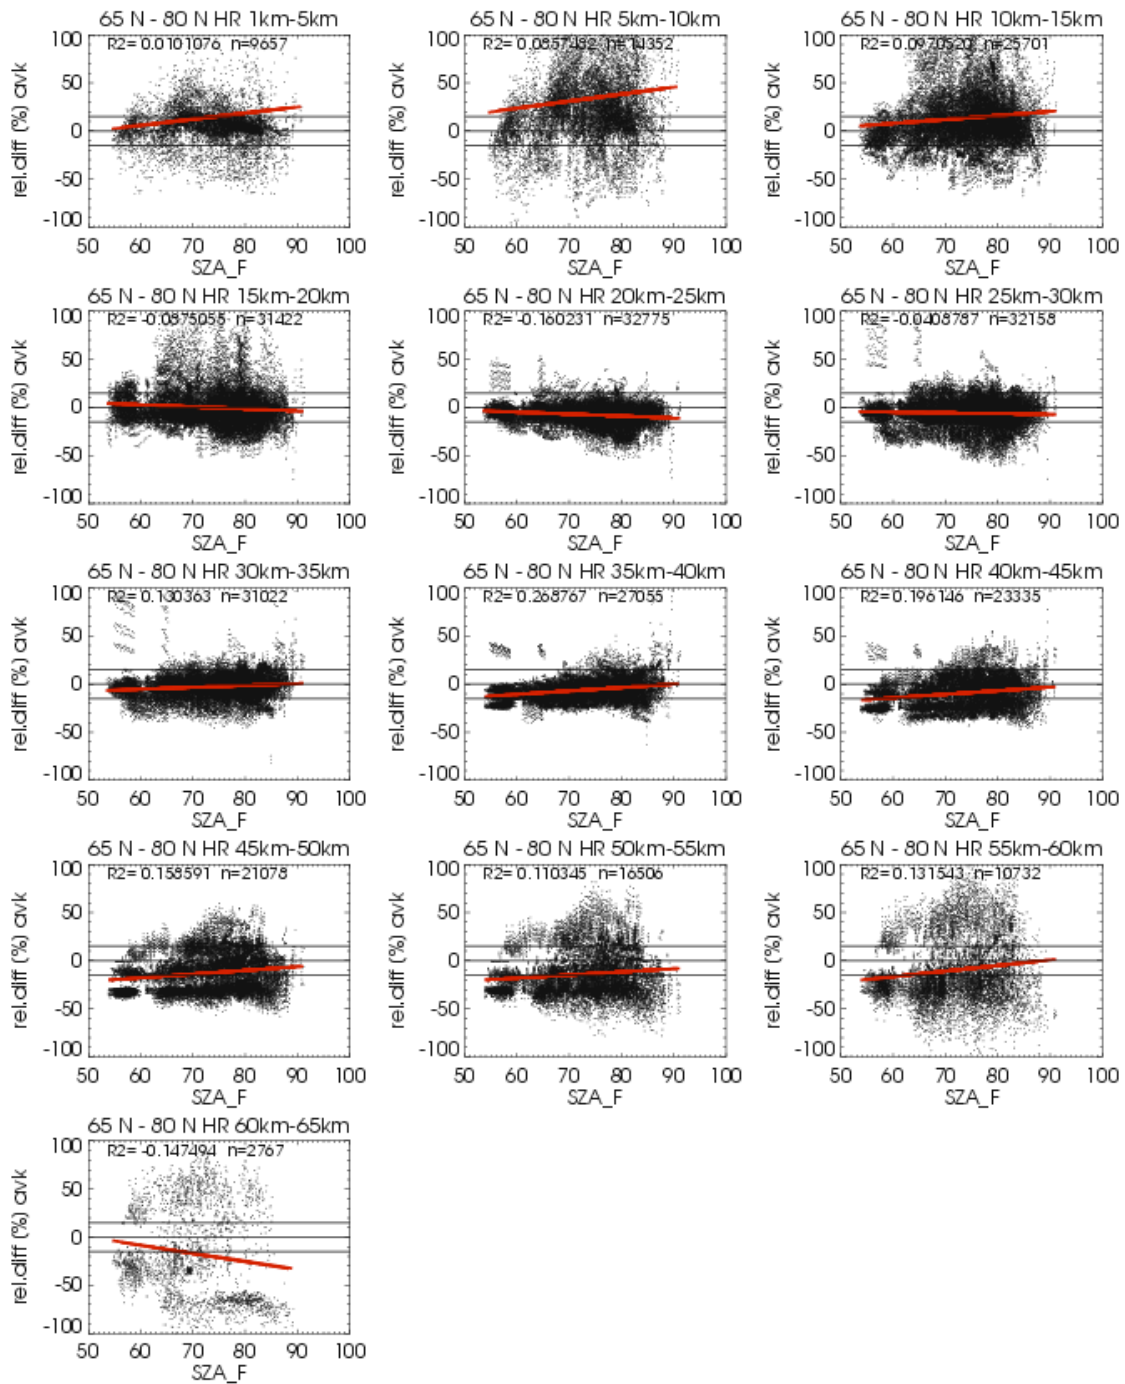 65 N - 80 N HR 1km-5km
R2= 0.0101076 n=9657
rel.diff (%) avk
100
50
0
-50
-100
50 60 70 80 90 100
SZA_F
65 N - 80 N HR 5km-10km
R2= n=14352
rel.diff (%) avk
100
50
0
-50
-100
50 60 70 80 90 100
SZA_F
65 N - 80 N HR 10km-15km
R2= n=25701
rel.diff (%) avk
100
50
0
-50
-100
50 60 70 80 90 100
SZA_F
65 N - 80 N HR 15km-20km
R2= n=31422
rel.diff (%) avk
100
50
0
-50
-100
50 60 70 80 90 100
SZA_F
65 N - 80 N HR 20km-25km
R2= -0.160231 n=32775
rel.diff (%) avk
100
50
0
-50
-100
50 60 70 80 90 100
SZA_F
65 N - 80 N HR 25km-30km
R2= -0.0408787 n=32158
rel.diff (%) avk
100
50
0
-50
-100
50 60 70 80 90 100
SZA_F
65 N - 80 N HR 30km-35km
R2= 0.130363 n=31022
rel.diff (%) avk
100
50
0
-50
-100
50 60 70 80 90 100
SZA_F
65 N - 80 N HR 35km-40km
R2= 0.268767 n=27055
rel.diff (%) avk
100
50
0
-50
-100
50 60 70 80 90 100
SZA_F
65 N - 80 N HR 40km-45km
R2= 0.196146 n=23335
rel.diff (%) avk
100
50
0
-50
-100
50 60 70 80 90 100
SZA_F
65 N - 80 N HR 45km-50km
R2= 0.158591 n=21078
rel.diff (%) avk
100
50
0
-50
-100
50 60 70 80 90 100
SZA_F
65 N - 80 N HR 50km-55km
R2= 0.110345 n=16506
rel.diff (%) avk
100
50
0
-50
-100
50 60 70 80 90 100
SZA_F
65 N - 80 N HR 55km-60km
R2= 0.131543 n=10732
rel.diff (%) avk
100
50
0
-50
-100
50 60 70 80 90 100
SZA_F
65 N - 80 N HR 60km-65km
R2= -0.147494 n=2767
rel.diff (%) avk
100
50
0
-50
-100
50 60 70 80 90 100
SZA_F